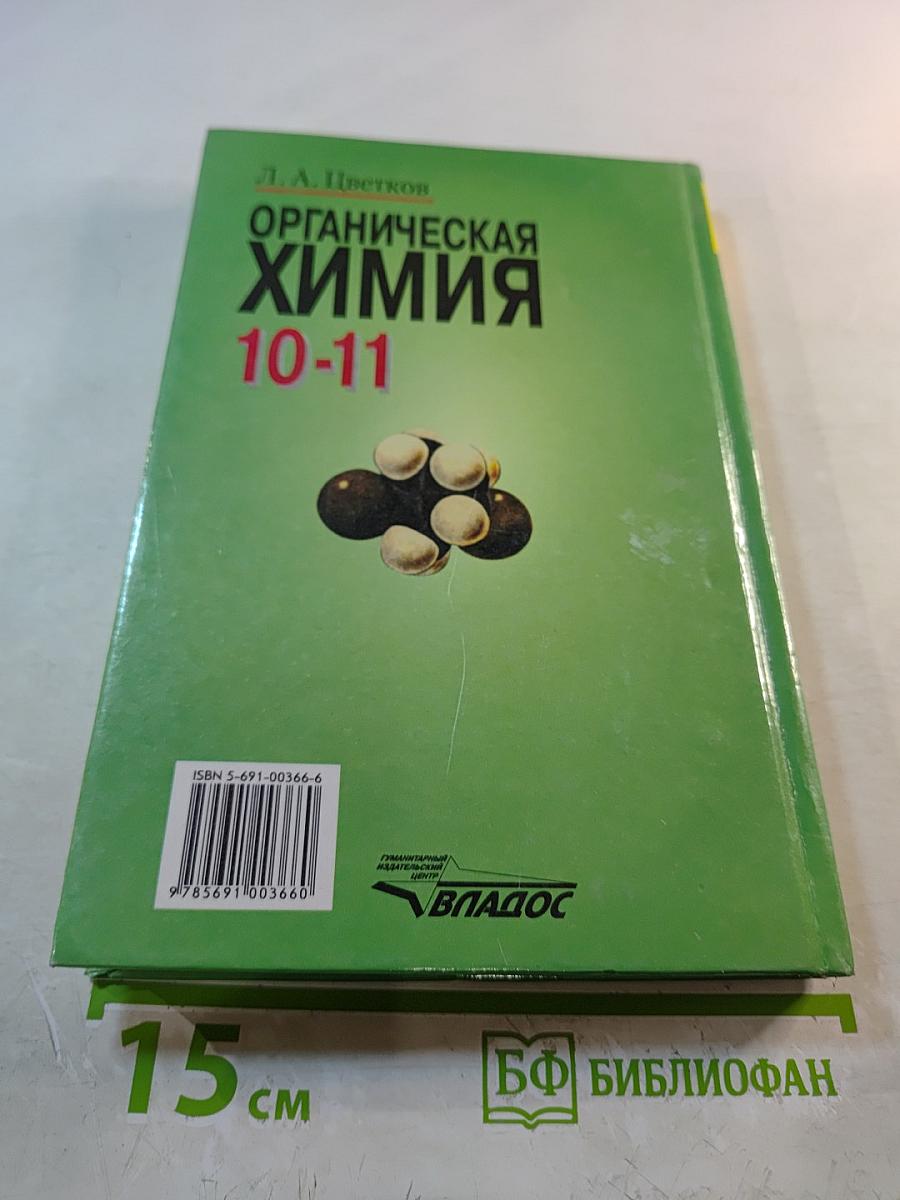 Л. А. Цветков
ОРГАНИЧЕСКАЯ
ХИМИЯ
10-11
ISBN 5-691-00366-6
9 785691 003660
ГУМАНИТАРНЫЙ
ИЗДАТЕЛЬСКИЙ
ЦЕНТР
ВЛАДОС
15 см
БФ БИБЛИОФАН